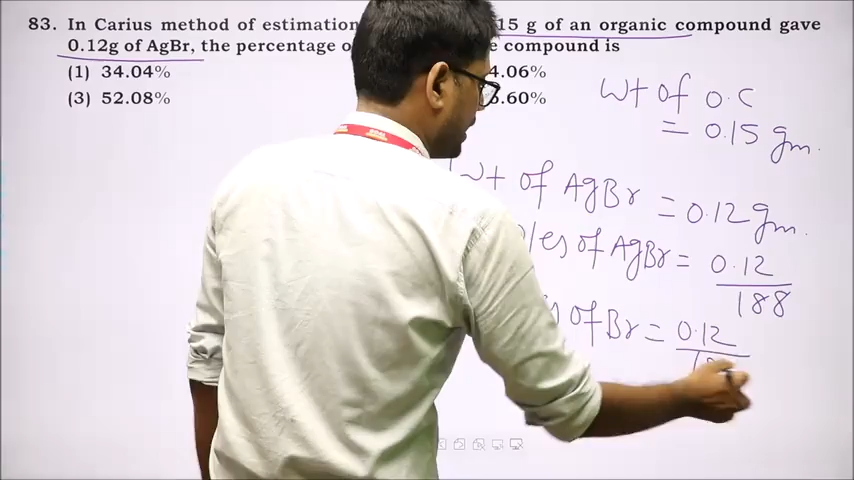 83. In Carius method of estimation 15 g of an organic compound gave
0.12g of AgBr, the percentage of compound is
(1) 34.04% 4.06%
(3) 52.08% .60%
wt of O.C
= 0.15 gm.
wt of AgBr = 0.12 gm.
of AgBr = 0.12
188
of Br = 0.12